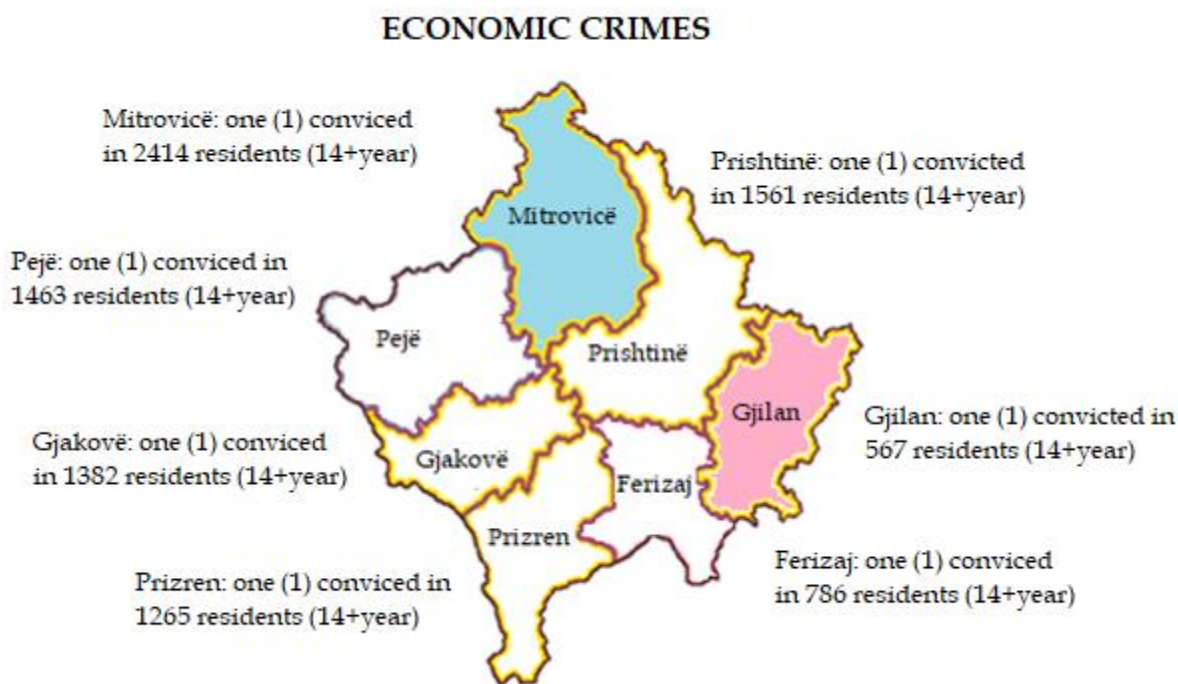 ECONOMIC CRIMES
Mitrovicë: one (1) conviced
in 2414 residents (14+year)
Prishtinë: one (1) convicted
in 1561 residents (14+year)
Mitrovicë
Pejë: one (1) conviced in
1463 residents (14+year)
Pejë
Prishtinë
Gjilan
Gjilan: one (1) convicted in
567 residents (14+year)
Gjakovë: one (1) conviced
in 1382 residents (14+year)
Gjakovë
Ferizaj
Prizren
Ferizaj: one (1) conviced
in 786 residents (14+year)
Prizren: one (1) conviced in
1265 residents (14+year)